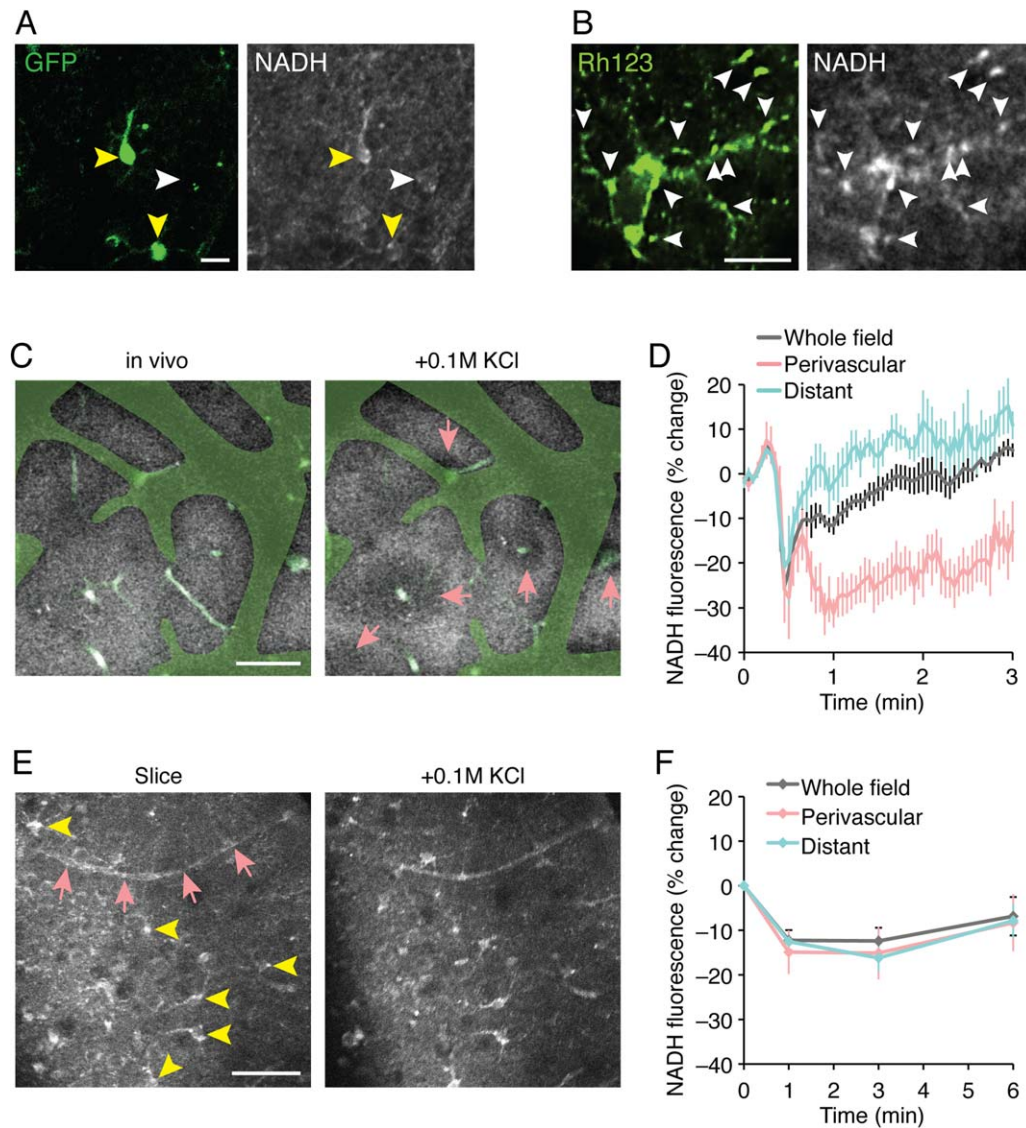 A
GFP
NADH
B
Rh123
NADH
C
in vivo
+0.1M KCl
D
Whole field
Perivascular
Distant
NADH fluorescence (% change)
20
10
0
−10
−20
−30
−40
1
2
3
Time (min)
E
Slice
+0.1M KCl
F
Whole field
Perivascular
Distant
NADH fluorescence (% change)
20
10
0
−10
−20
−30
−40
0
1
2
3
4
5
6
Time (min)